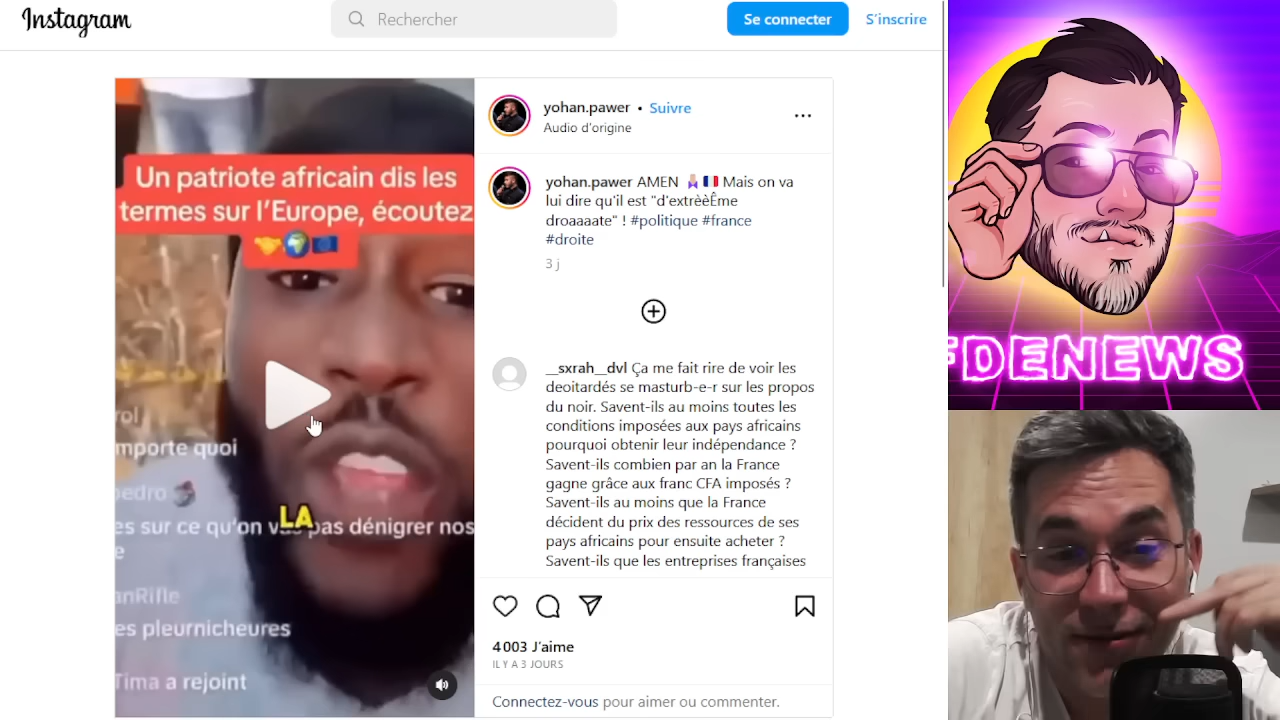 Instagram
Rechercher
Se connecter
S'inscrire
Un patriote africain dis les
termes sur l'Europe, écoutez
mporte quoi
pedro
es sur ce qu'on va pas dénigrer nos
LA
e
anRifle
es pleurnicheures
Tima a rejoint
yohan.pawer • Suivre
Audio d'origine
yohan.pawer AMEN Mais on va
lui dire qu'il est "d'extrèèÊme
droaaaate" ! #politique #france
#droite
3 j
__sxrah__dvl Ça me fait rire de voir les
deoitardés se masturb-e-r sur les propos
du noir. Savent-ils au moins toutes les
conditions imposées aux pays africains
pourquoi obtenir leur indépendance ?
Savent-ils combien par an la France
gagne grâce aux franc CFA imposés ?
Savent-ils au moins que la France
décident du prix des ressources de ses
pays africains pour ensuite acheter ?
Savent-ils que les entreprises françaises
4 003 J'aime
IL Y A 3 JOURS
Connectez-vous pour aimer ou commenter.
FDENEWS